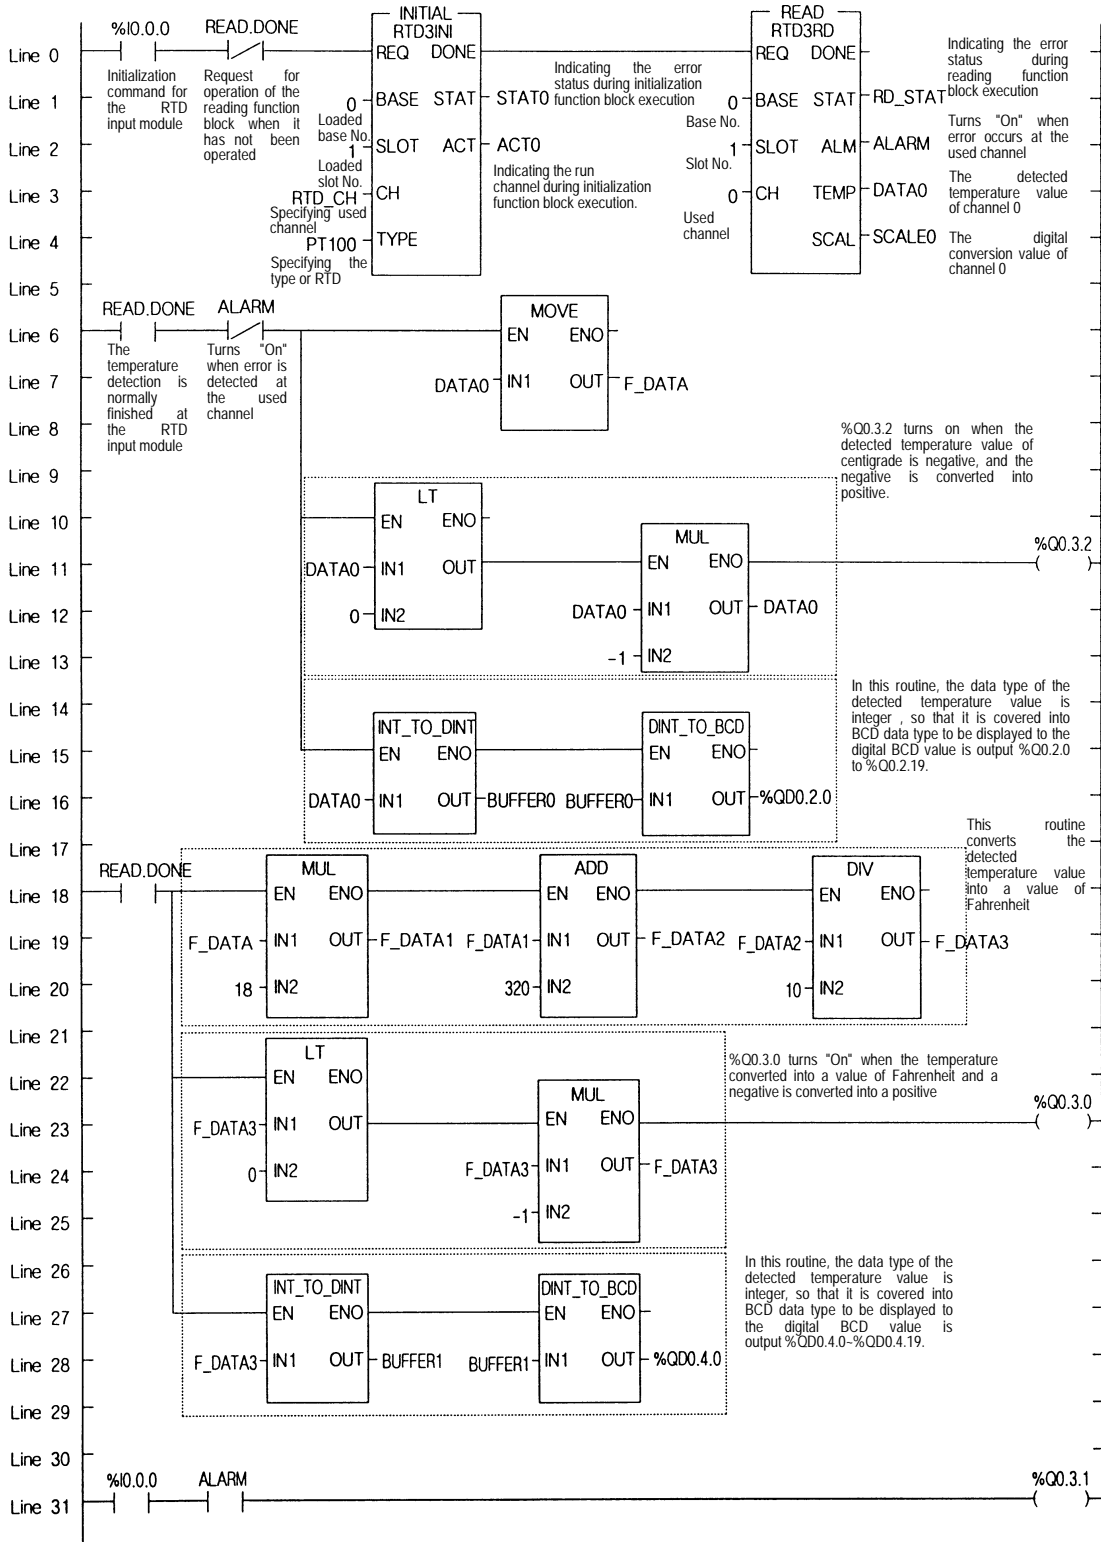 INITIAL
READ
%I0.0.0
READ.DONE
RTD3INI
RTD3RD
Line 0
REQ DONE
REQ DONE
Initialization
command for
the RTD
input module
Request for
operation of the
reading function
block when it
has not been
operated
Indicating the error
status during initialization
function block execution
Indicating the error
status during
reading function
block execution
Line 1
0
BASE STAT
STAT0
0
BASE STAT
RD_STAT
Loaded
base No.
Base No.
Turns "On" when
error occurs at the
used channel
Line 2
1
SLOT ACT
ACT0
1
SLOT ALM
ALARM
Loaded
slot No.
Slot No.
Indicating the run
channel during initialization
function block execution.
The detected
temperature value
of channel 0
Line 3
RTD_CH
CH
0
CH TEMP
DATA0
Specifying used
channel
Used
channel
Line 4
PT100
TYPE
SCAL
SCALE0
Specifying the
type or RTD
The digital
conversion value of
channel 0
Line 5
READ.DONE
ALARM
MOVE
Line 6
EN ENO
The
temperature
detection is
normally
finished at
the RTD
input module
Turns "On"
when error is
detected at
the used
channel
Line 7
DATA0
IN1 OUT
F_DATA
Line 8
%Q0.3.2 turns on when the
detected temperature value of
centigrade is negative, and the
negative is converted into
positive.
Line 9
LT
Line 10
EN ENO
MUL
%Q0.3.2
Line 11
DATA0
IN1 OUT
EN ENO
( )
Line 12
0
IN2
DATA0
IN1 OUT
DATA0
Line 13
-1
IN2
In this routine, the data type of the
detected temperature value is
integer , so that it is covered into
BCD data type to be displayed to the
digital BCD value is output %Q0.2.0
to %Q0.2.19.
Line 14
INT_TO_DINT
DINT_TO_BCD
Line 15
EN ENO
EN ENO
Line 16
DATA0
IN1 OUT
BUFFER0
BUFFER0
IN1 OUT
%QD0.2.0
Line 17
This routine
converts the
detected
temperature value
into a value of
Fahrenheit
READ.DONE
MUL
ADD
DIV
Line 18
EN ENO
EN ENO
EN ENO
Line 19
F_DATA
IN1 OUT
F_DATA1
F_DATA1
IN1 OUT
F_DATA2
F_DATA2
IN1 OUT
F_DATA3
Line 20
18
IN2
320
IN2
10
IN2
Line 21
LT
%Q0.3.0 turns "On" when the temperature
converted into a value of Fahrenheit and a
negative is converted into a positive
Line 22
EN ENO
MUL
%Q0.3.0
Line 23
F_DATA3
IN1 OUT
EN ENO
( )
Line 24
0
IN2
F_DATA3
IN1 OUT
F_DATA3
Line 25
-1
IN2
In this routine, the data type of the
detected temperature value is
integer, so that it is covered into
BCD data type to be displayed to
the digital BCD value is
output %QD0.4.0~%QD0.4.19.
Line 26
INT_TO_DINT
DINT_TO_BCD
Line 27
EN ENO
EN ENO
Line 28
F_DATA3
IN1 OUT
BUFFER1
BUFFER1
IN1 OUT
%QD0.4.0
Line 29
Line 30
%I0.0.0
ALARM
%Q0.3.1
Line 31
( )